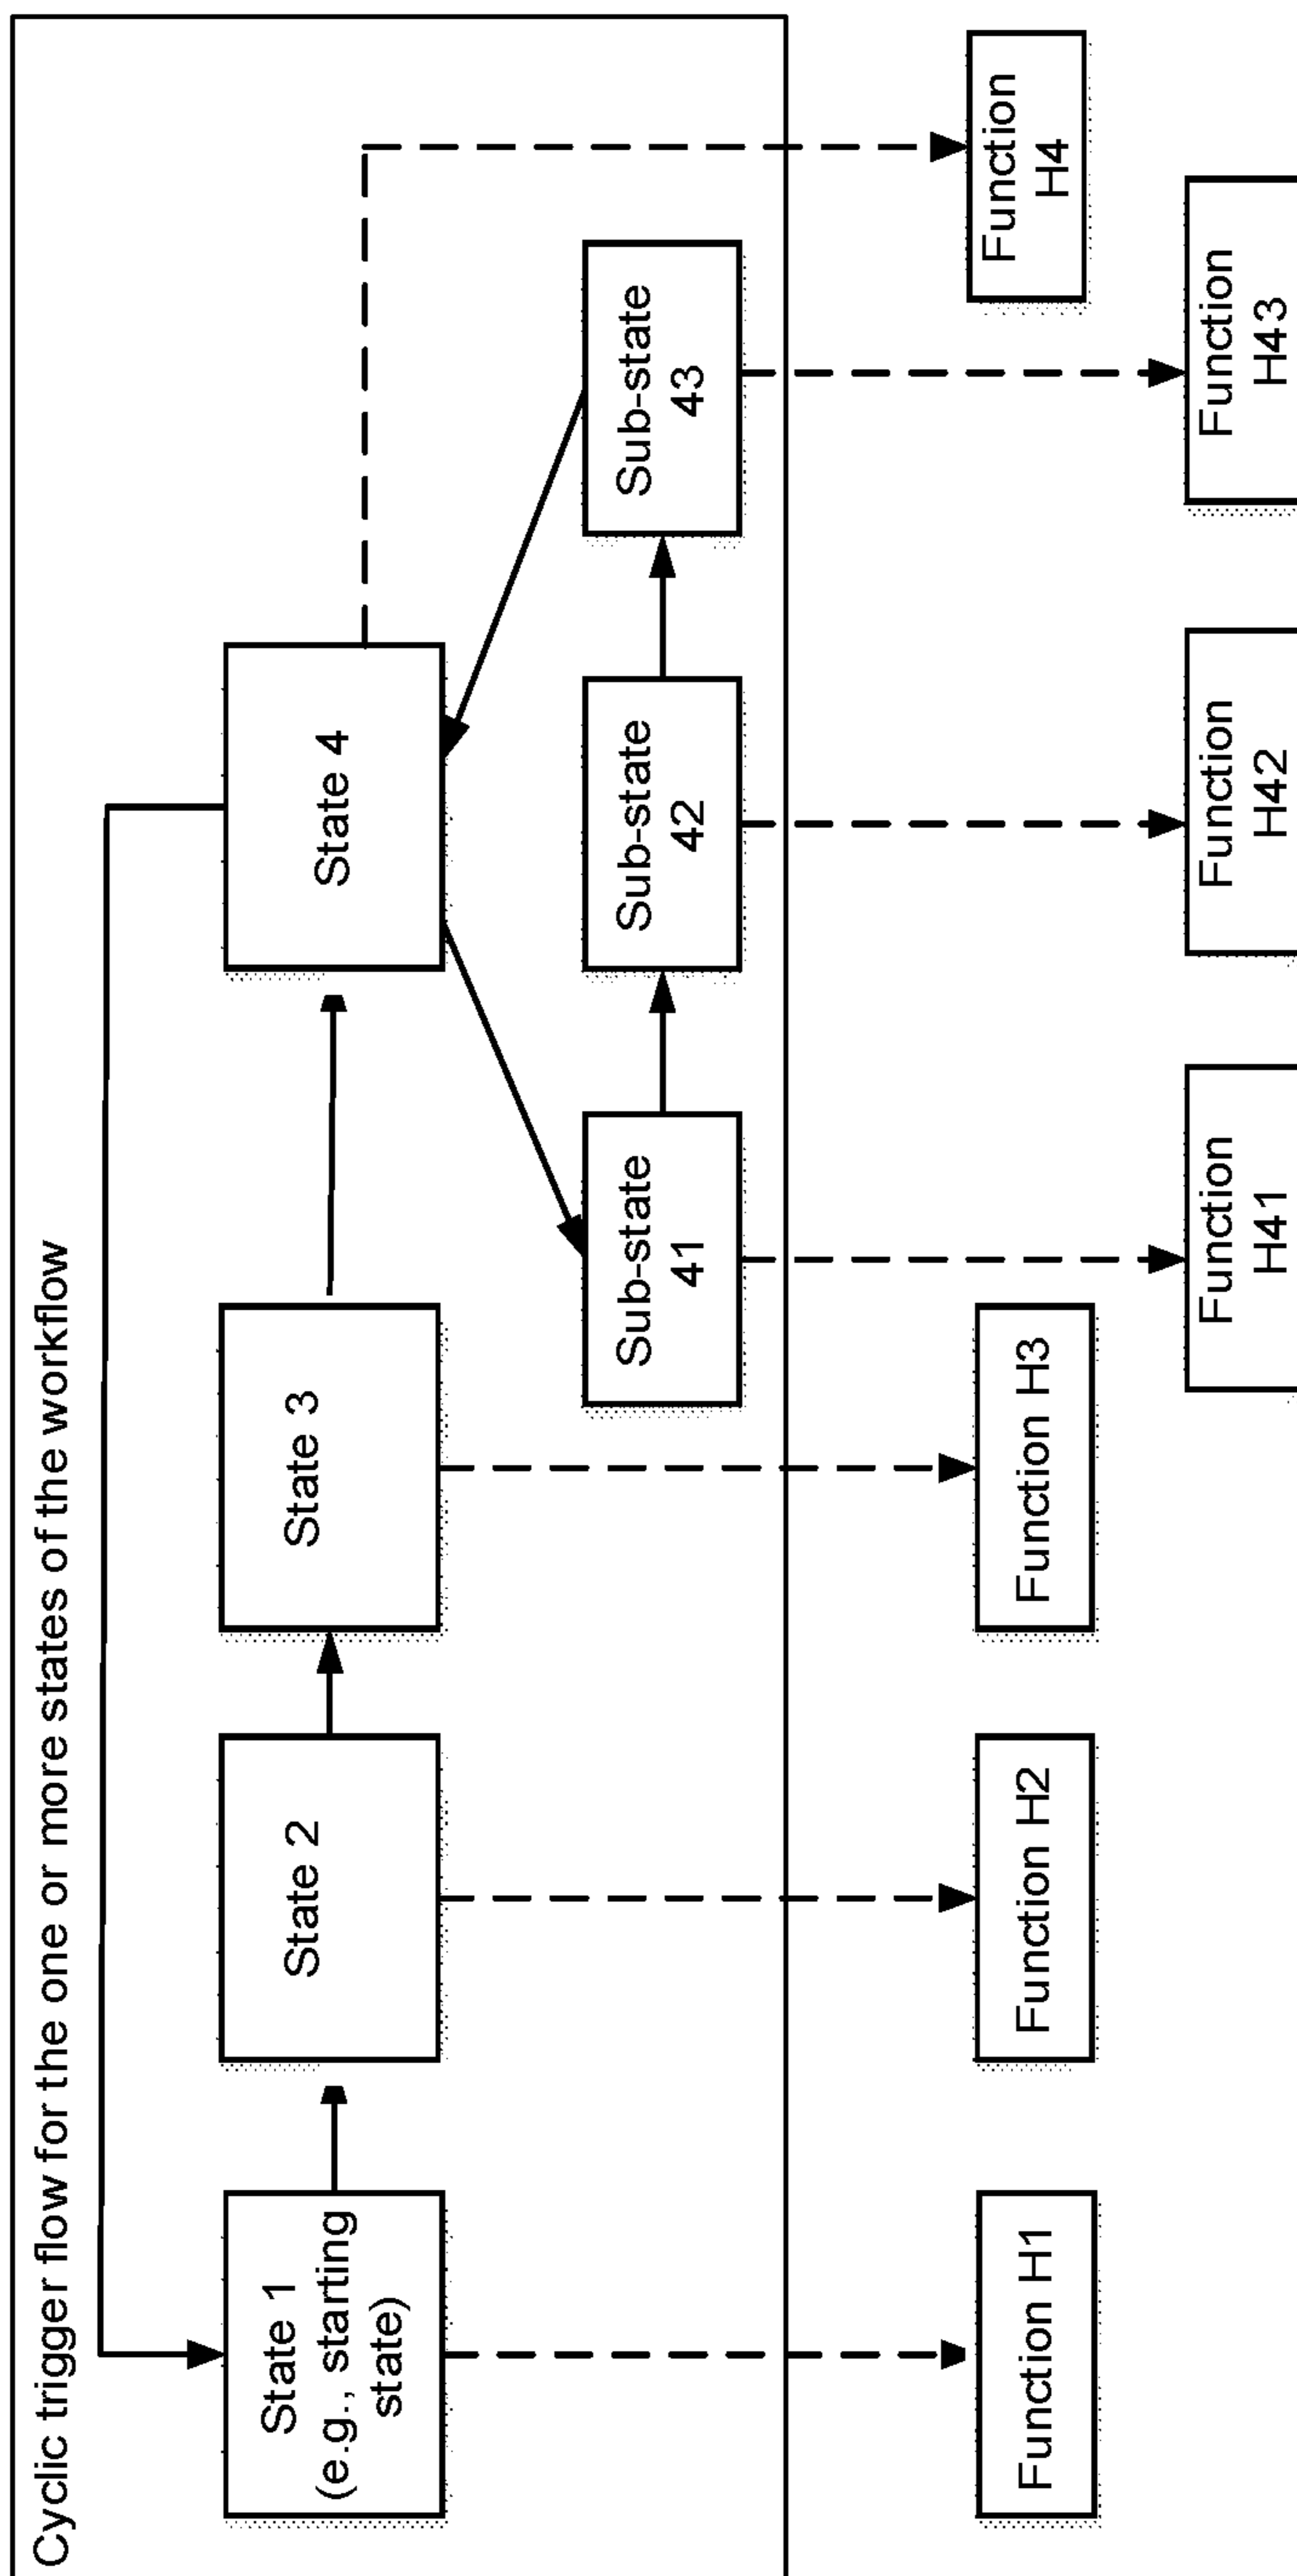 Cyclic trigger flow for the one or more states of the workflow
State 1
(e.g., starting
state)
State 2
State 3
State 4
Sub-state
41
Sub-state
42
Sub-state
43
Function H1
Function H2
Function H3
Function
H4
Function
H41
Function
H42
Function
H43